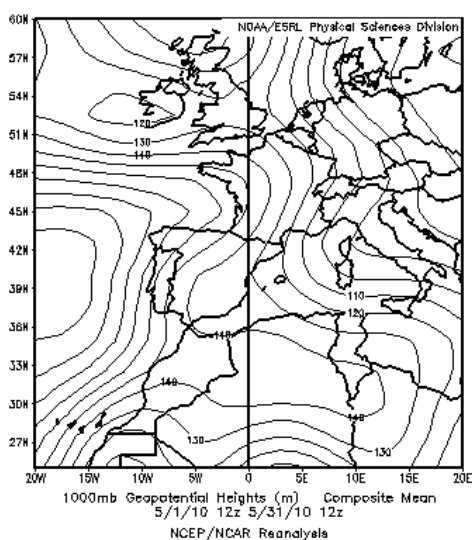 60N NOAA/ESRL Physical Sciences Division
57N
54N
120
51N
130
140
48N
45N
42N
39N
110
36N
120
140
33N
30N
140
140
27N
130
130
20W 15W 10W 5W 0 5E 10E 15E 20E
1000mb Geopotential Heights (m) Composite Mean
5/1/10 12z 5/31/10 12z
NCEP/NCAR Reanalysis